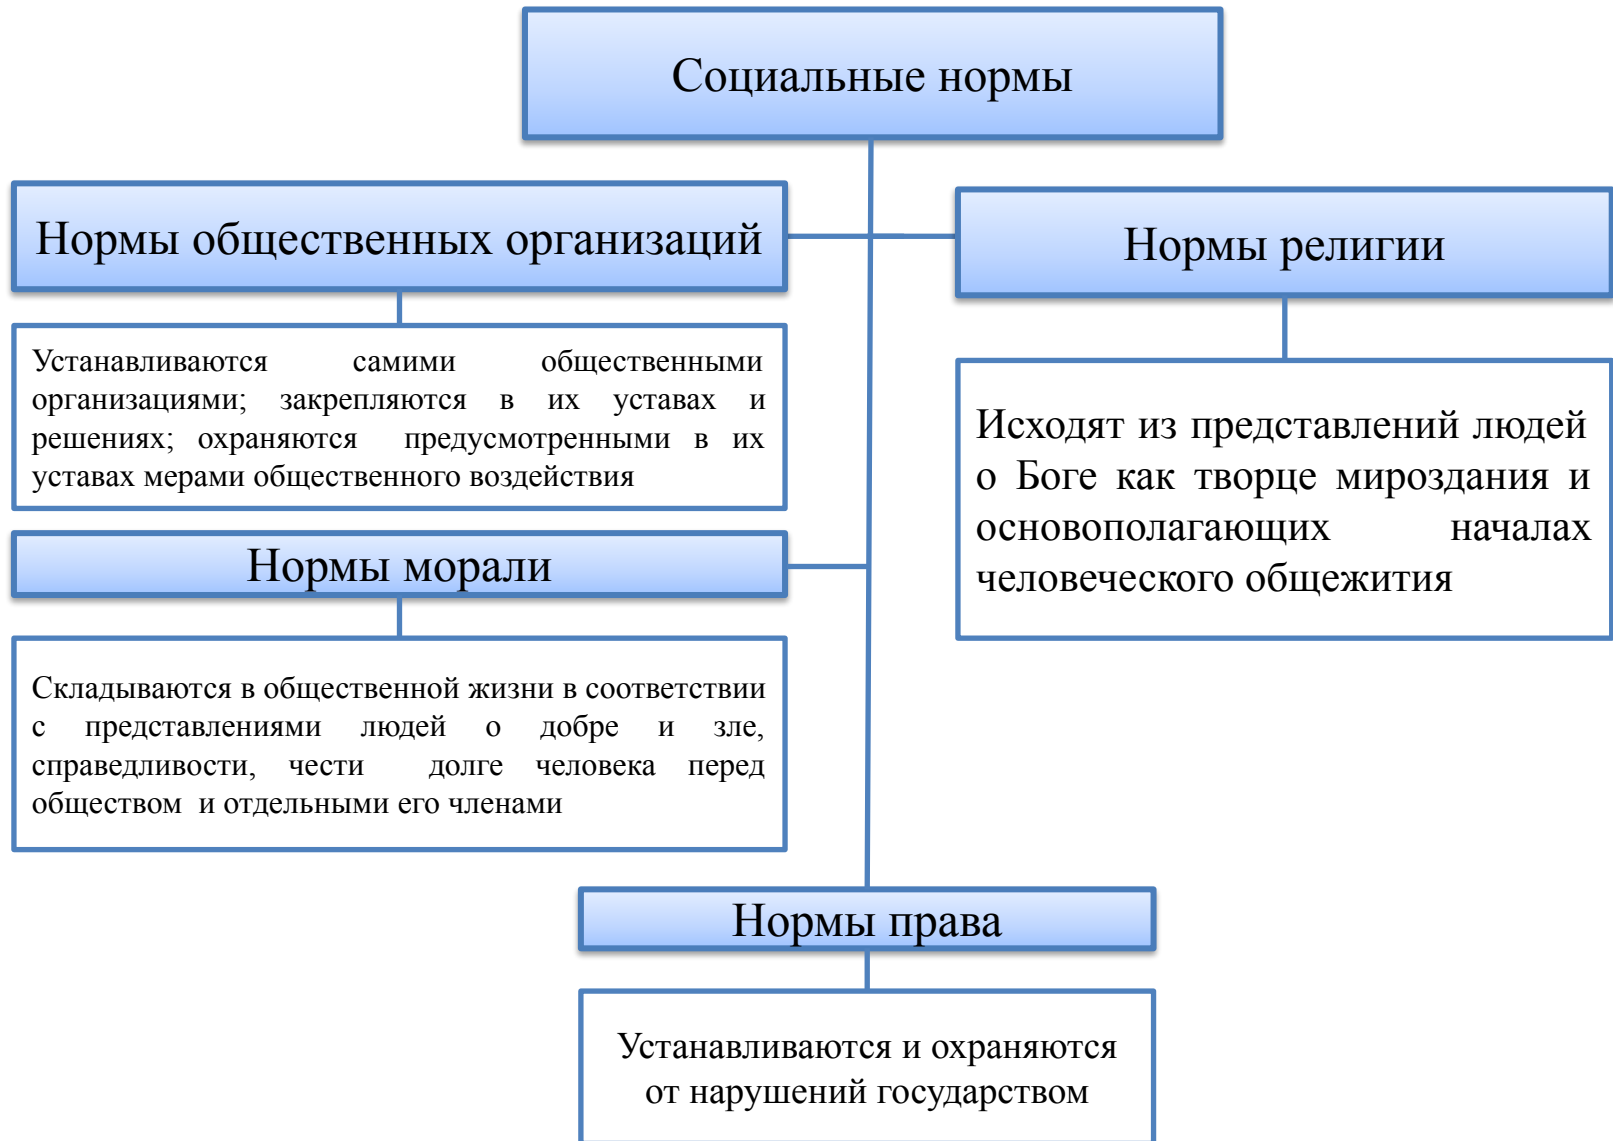 Социальные нормы
Нормы общественных организаций
Устанавливаются самими общественными
организациями; закрепляются в их уставах и
решениях; охраняются предусмотренными в их
уставах мерами общественного воздействия
Нормы морали
Складываются в общественной жизни в соответствии
с представлениями людей о добре и зле,
справедливости, чести долге человека перед
обществом и отдельными его членами
Нормы религии
Исходят из представлений людей
о Боге как творце мироздания и
основополагающих началах
человеческого общежития
Нормы права
Устанавливаются и охраняются
от нарушений государством